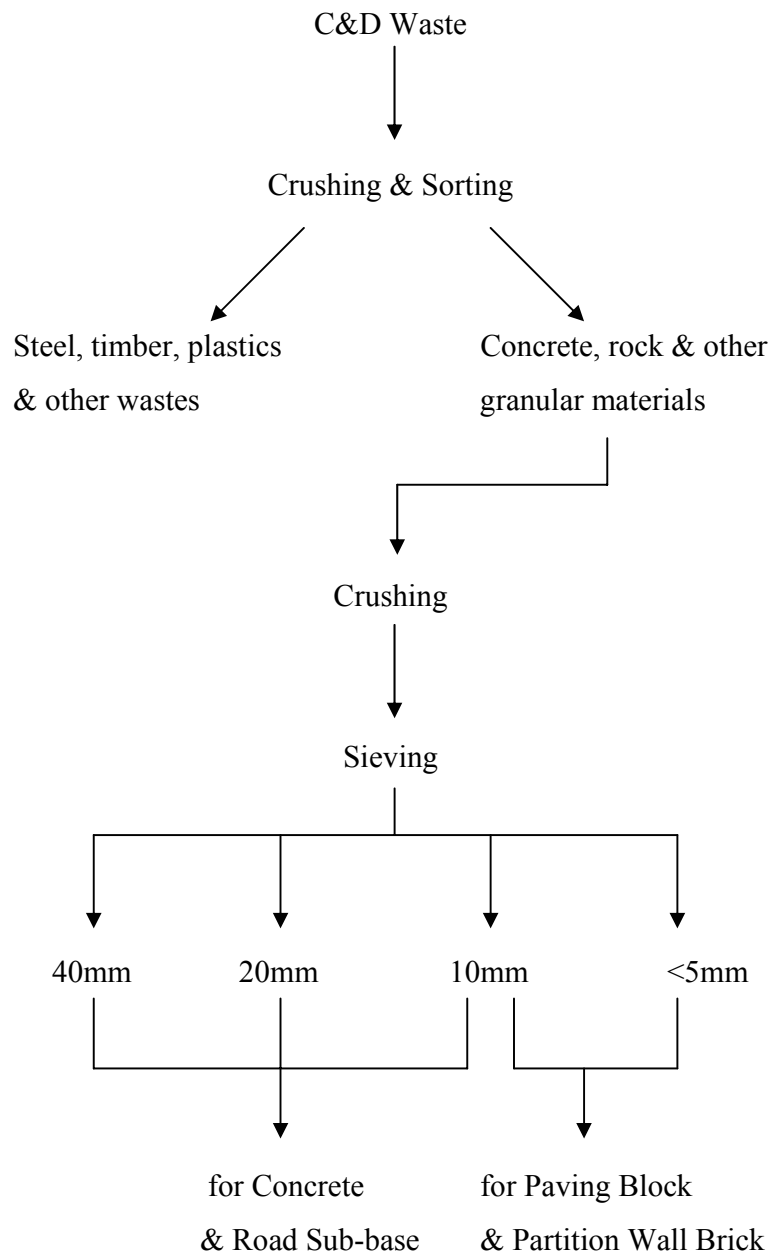 C&D Waste
Crushing & Sorting
Steel, timber, plastics
& other wastes
Concrete, rock & other
granular materials
Crushing
Sieving
40mm
20mm
10mm
<5mm
for Concrete
& Road Sub-base
for Paving Block
& Partition Wall Brick